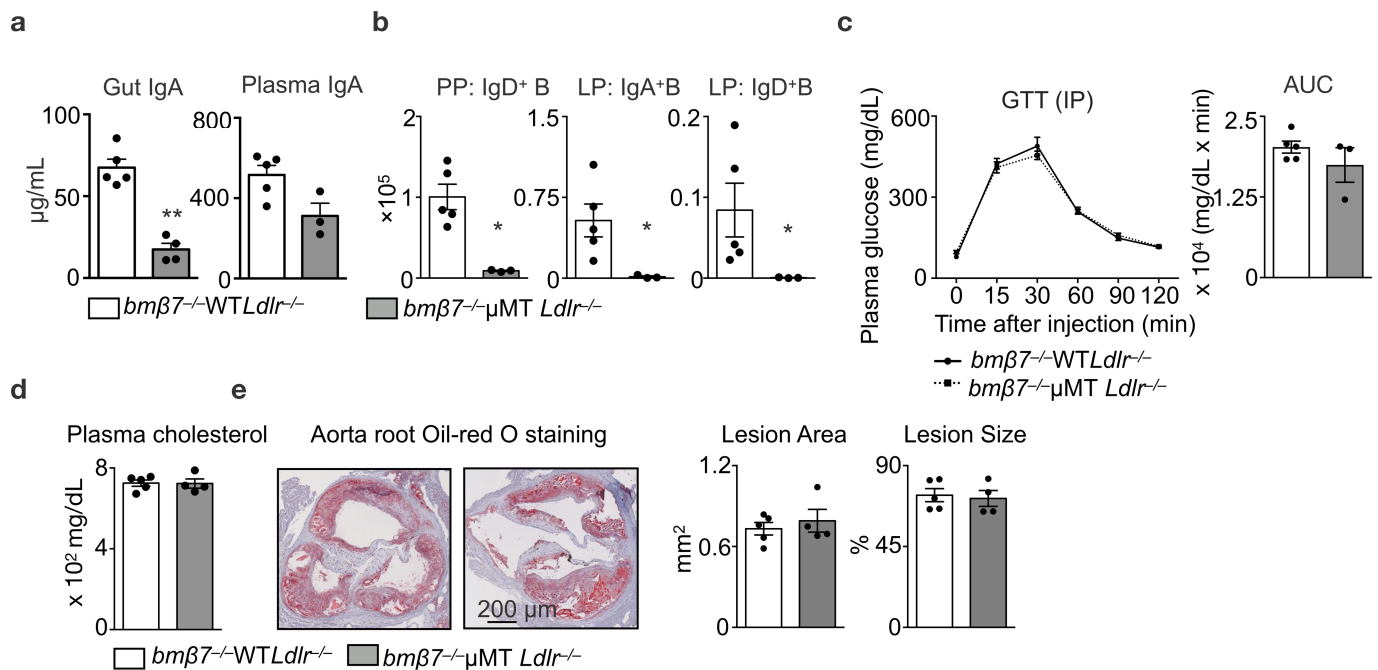 a
b
c
Gut IgA
Plasma IgA
PP: IgD⁺ B
LP: IgA⁺B
LP: IgD⁺B
GTT (IP)
AUC
µg/mL
100
50
0
**
800
400
0
×10⁵
2
1
0
*
1.5
0.75
0
*
0.2
0.1
0
*
Plasma glucose (mg/dL)
600
300
0
0 15 30 60 90 120
Time after injection (min)
x 10⁴ (mg/dL x min)
2.5
1.25
0
bmβ7⁻/⁻WTLdlr⁻/⁻
bmβ7⁻/⁻µMT Ldlr⁻/⁻
bmβ7⁻/⁻WTLdlr⁻/⁻
bmβ7⁻/⁻µMT Ldlr⁻/⁻
d
e
Plasma cholesterol
Aorta root Oil-red O staining
Lesion Area
Lesion Size
x 10² mg/dL
8
4
0
200 µm
mm²
1.2
0.6
0
%
90
45
0
bmβ7⁻/⁻WTLdlr⁻/⁻
bmβ7⁻/⁻µMT Ldlr⁻/⁻